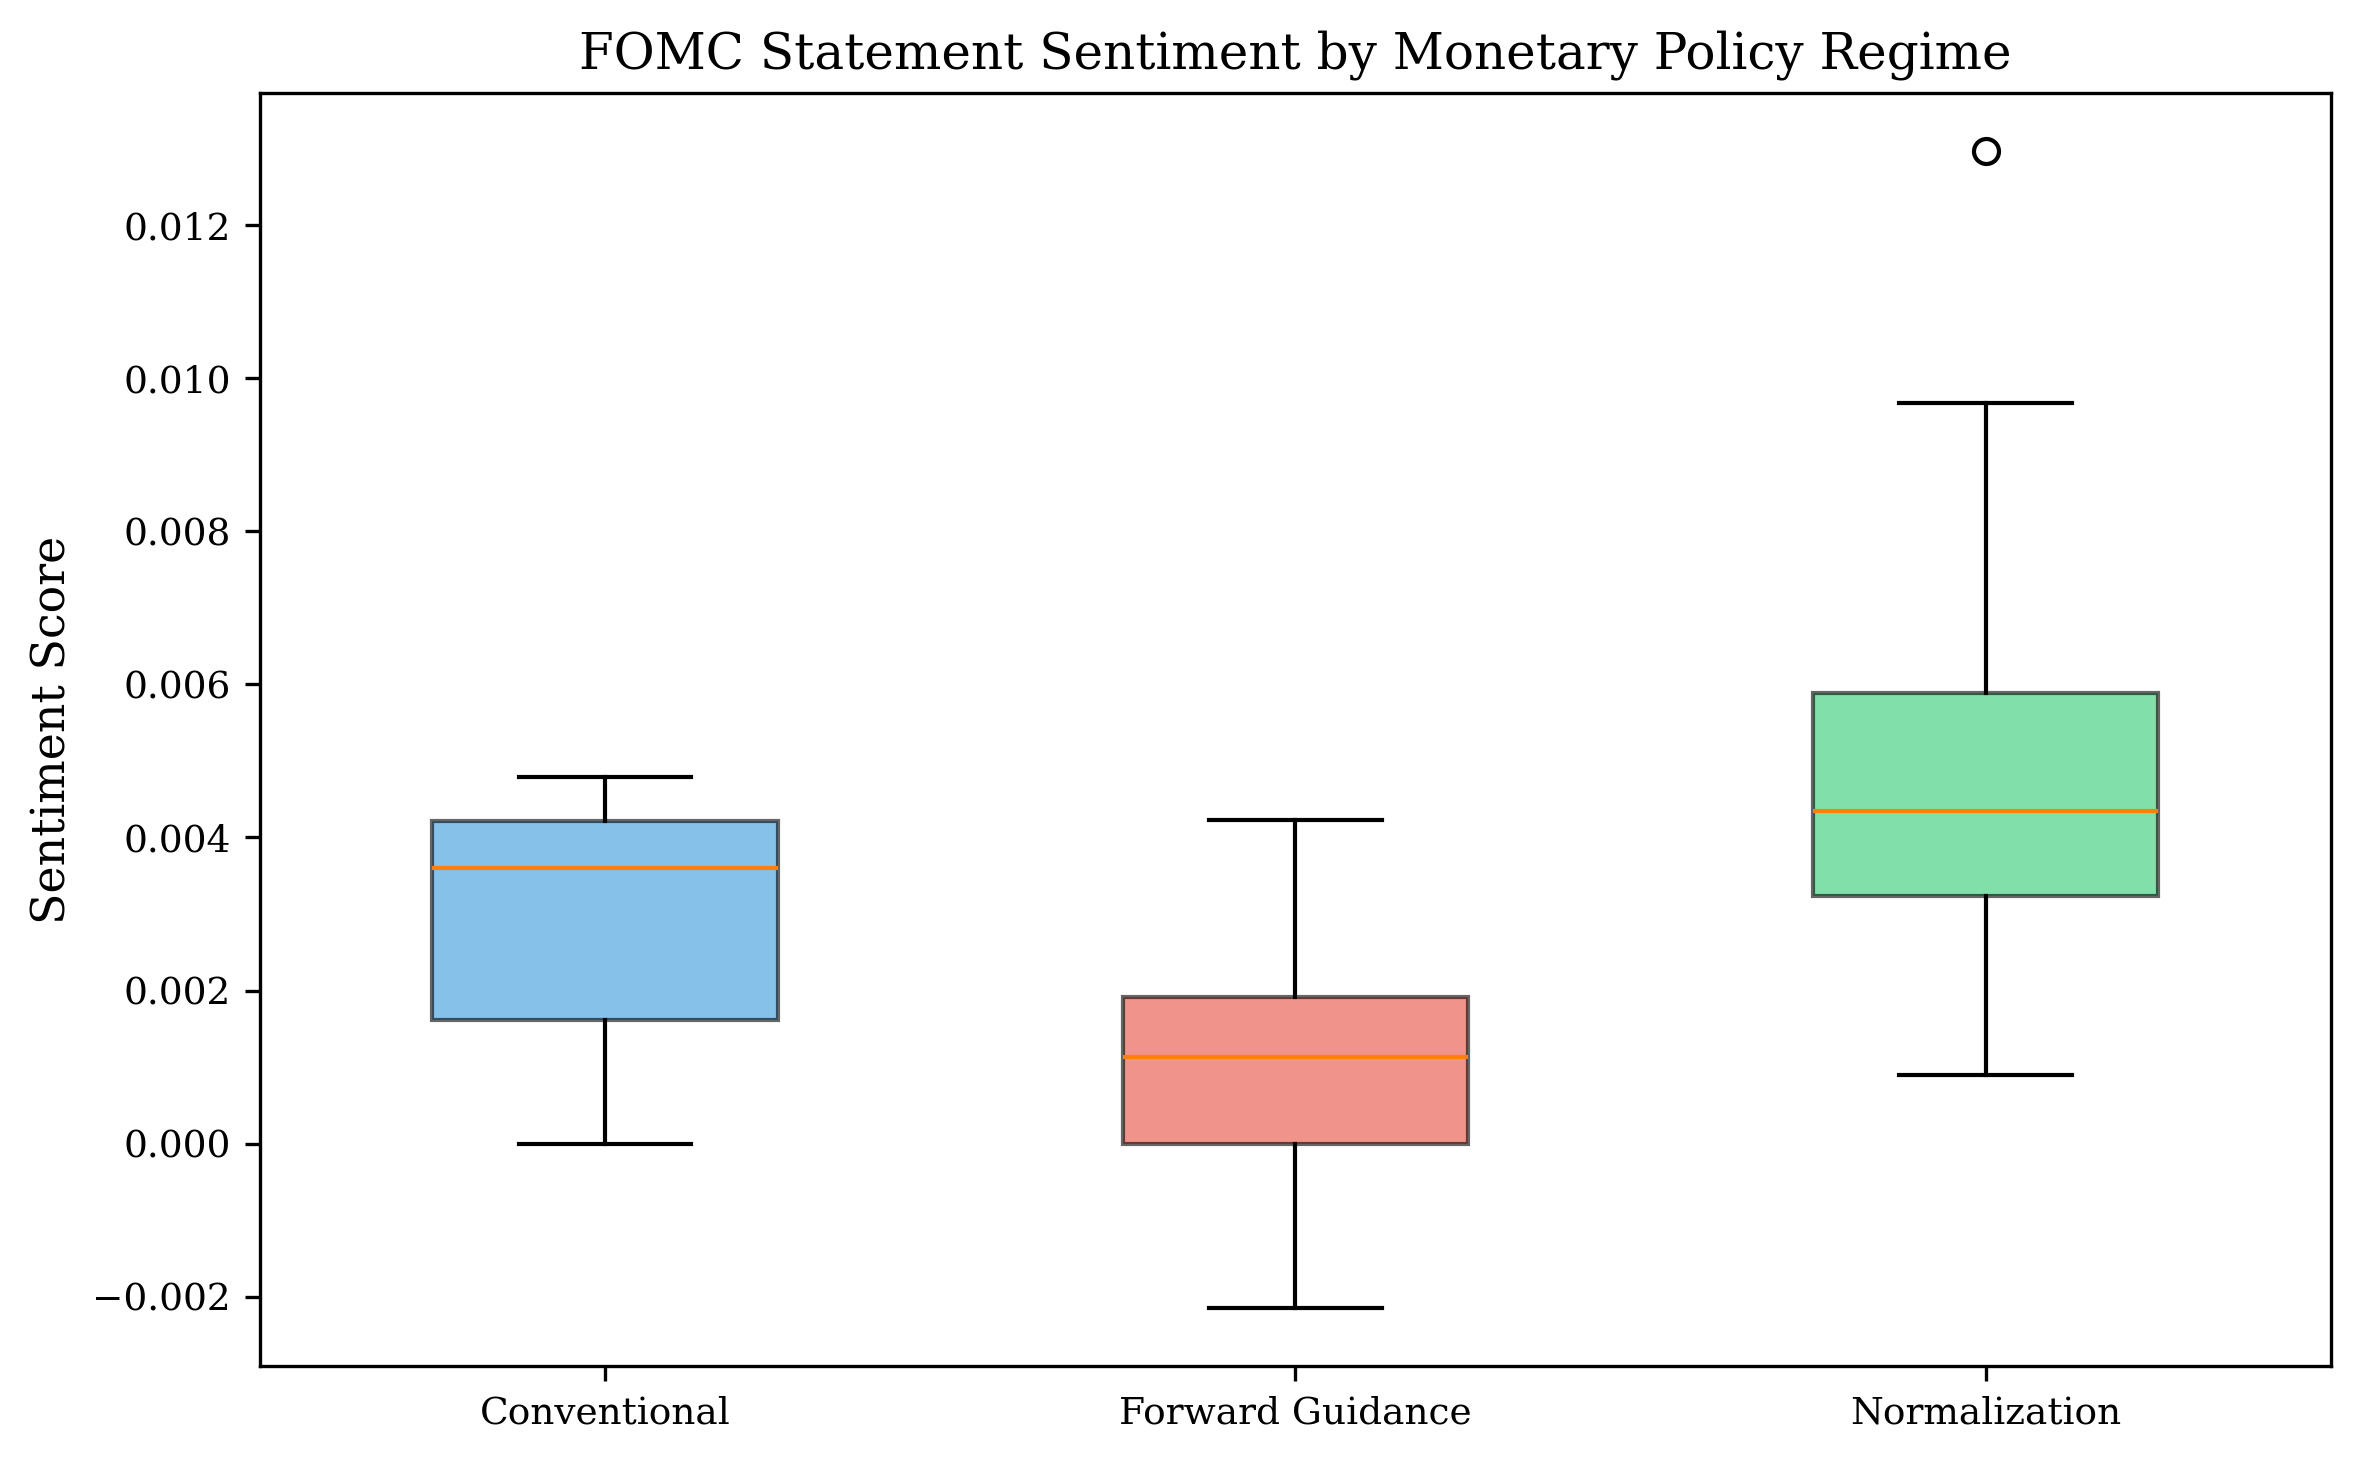 FOMC Statement Sentiment by Monetary Policy Regime
Sentiment Score
0.012
0.010
0.008
0.006
0.004
0.002
0.000
−0.002
Conventional
Forward Guidance
Normalization